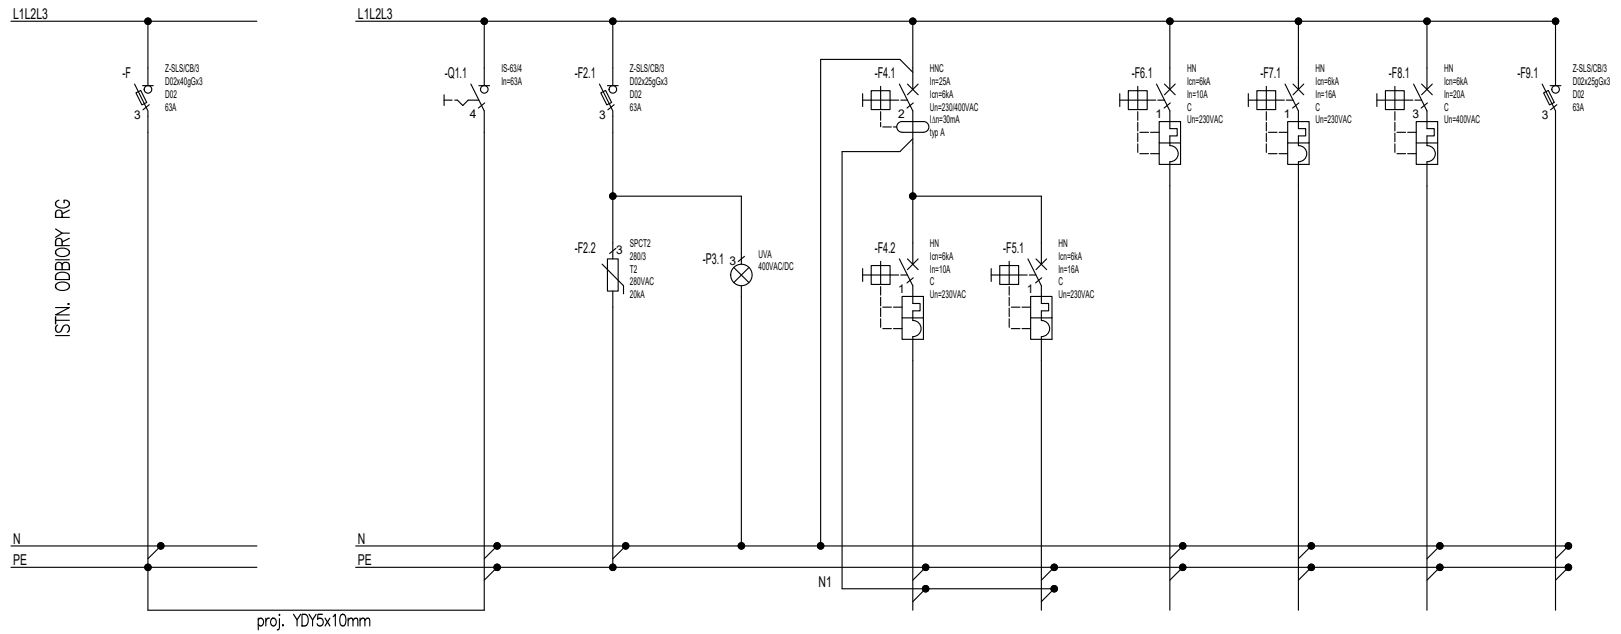 L1L2L3
L1L2L3
-F
Z-SLS/CB/3
D02x40gGx3
D02
63A
3
-Q1.1
IS-63/4
In=63A
4
-F2.1
Z-SLS/CB/3
D02x25gGx3
D02
63A
3
-F4.1
HNC
In=25A
Icn=6kA
Un=230/400VAC
IΔn=30mA
typ A
2
-F6.1
HN
Icn=6kA
In=10A
C
Un=230VAC
1
-F7.1
HN
Icn=6kA
In=16A
C
Un=230VAC
1
-F8.1
HN
Icn=6kA
In=20A
C
Un=400VAC
3
-F9.1
Z-SLS/CB/3
D02x25gGx3
D02
63A
3
ISTN. ODBIORY RG
-F2.2
3
SPCT2
280/3
T2
280VAC
20kA
-P3.1
3
UVA
400VAC/DC
-F4.2
HN
Icn=6kA
In=10A
C
Un=230VAC
1
-F5.1
HN
Icn=6kA
In=16A
C
Un=230VAC
1
N
PE
N
PE
N1
proj. YDY5x10mm